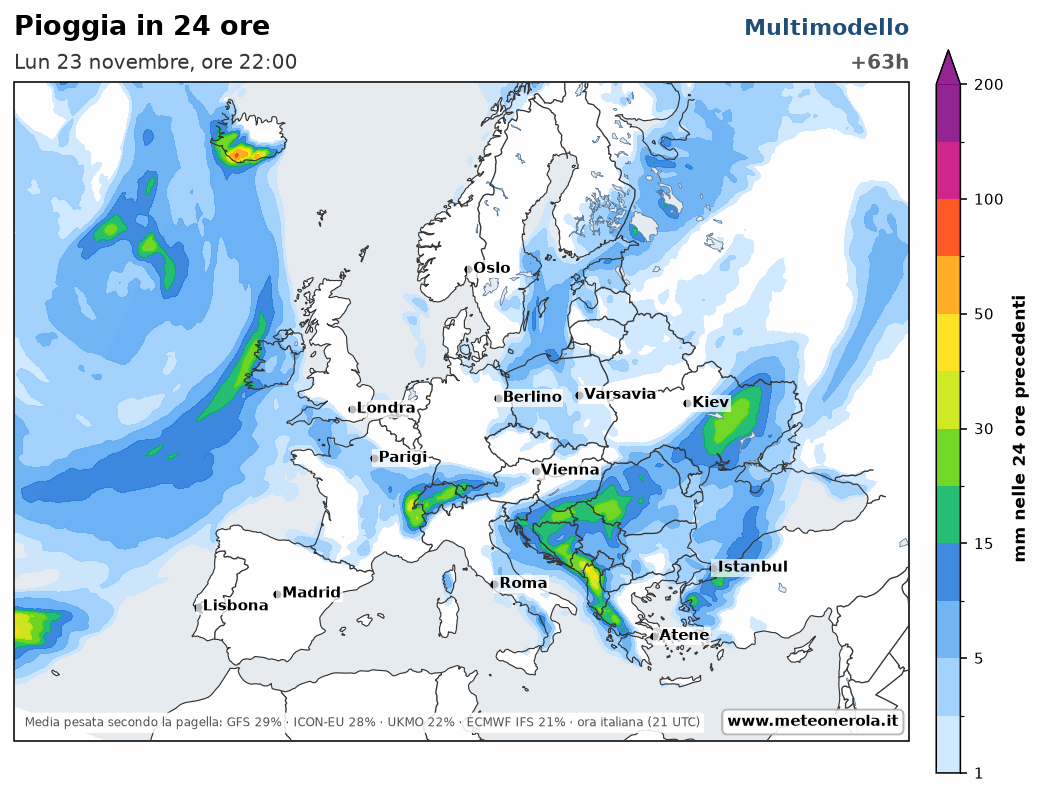 Pioggia in 24 ore
Multimodello
Lun 23 novembre, ore 22:00
+63h
200
100
50
30
15
5
1
mm nelle 24 ore precedenti
Oslo
Berlino
Varsavia
Kiev
Londra
Parigi
Vienna
Istanbul
Roma
Madrid
Lisbona
Atene
Media pesata secondo la pagella: GFS 29% · ICON-EU 28% · UKMO 22% · ECMWF IFS 21% · ora italiana (21 UTC)
www.meteonerola.it